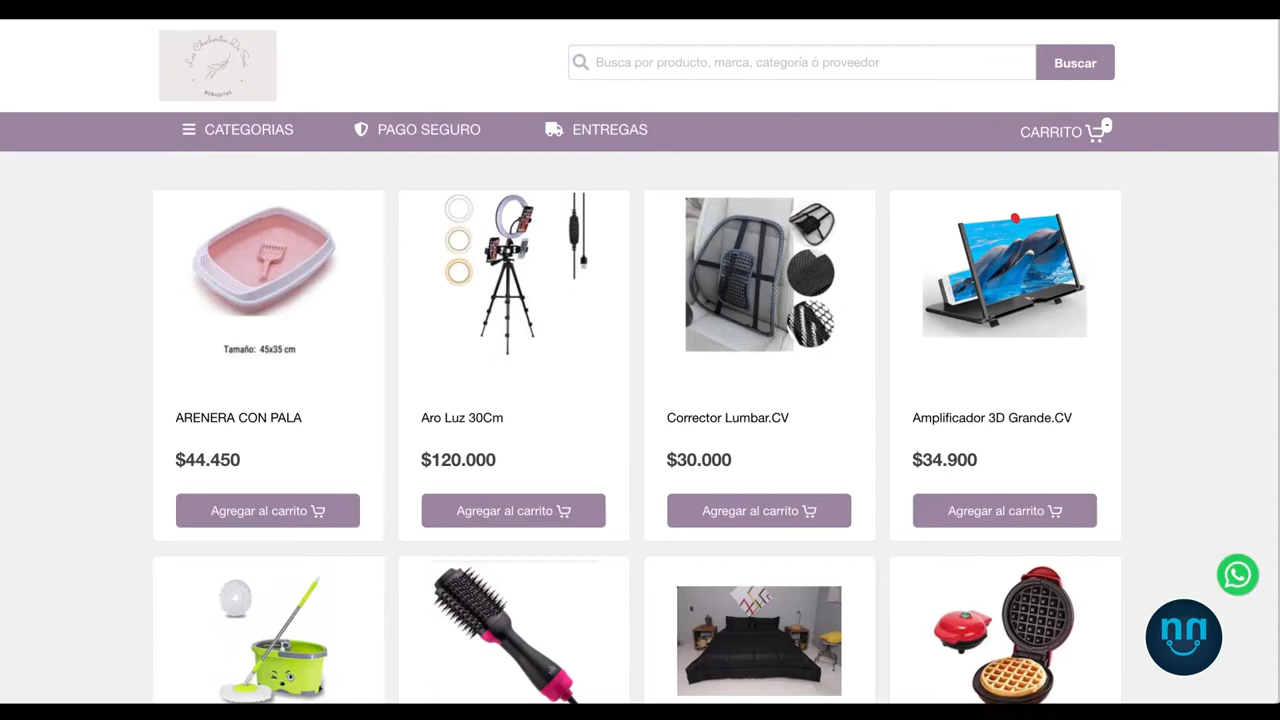 Busca por producto, marca, categoría ó proveedor
Buscar
BOBADITAS
CATEGORIAS
PAGO SEGURO
ENTREGAS
CARRITO
-
Tamaño: 45x35 cm
ARENERA CON PALA
Aro Luz 30Cm
Corrector Lumbar.CV
Amplificador 3D Grande.CV
$44.450
$120.000
$30.000
$34.900
Agregar al carrito
Agregar al carrito
Agregar al carrito
Agregar al carrito